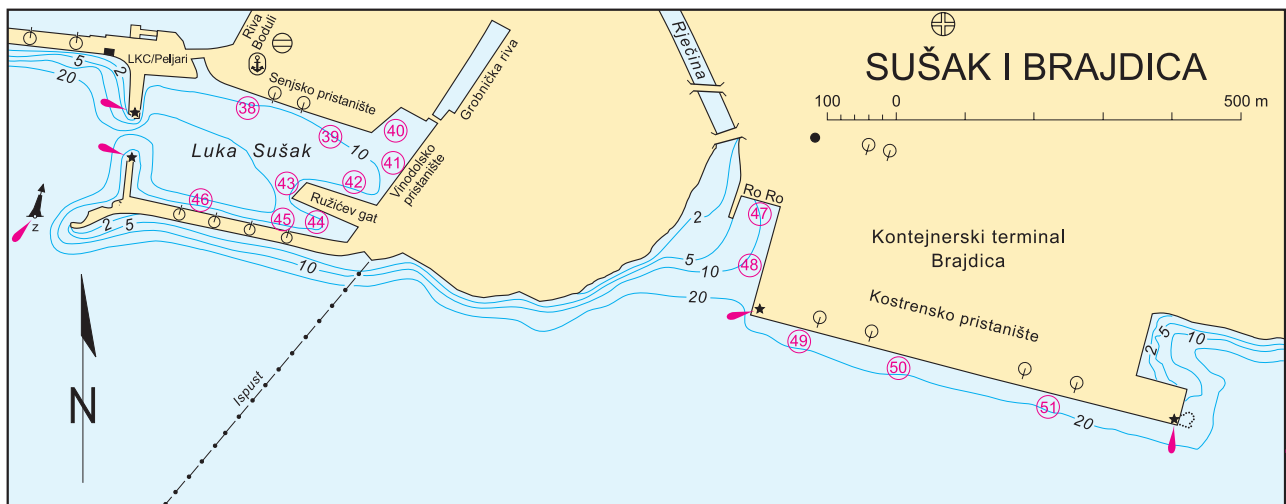 SUŠAK I BRAJDICA
100 0 500 m
Riva
Boduli
LKC/Peljari
5
2
20
Senjsko pristanište
Grobnička riva
Rječina
38
39
40
10
41
Luka Sušak
Vinodolsko
pristanište
42
43
Ružićev gat
46
45
44
z
2
5
10
Ro Ro
47
2
Kontejnerski terminal
Brajdica
5
48
10
20
Kostrensko pristanište
49
50
51
20
2
5
10
Ispust
N